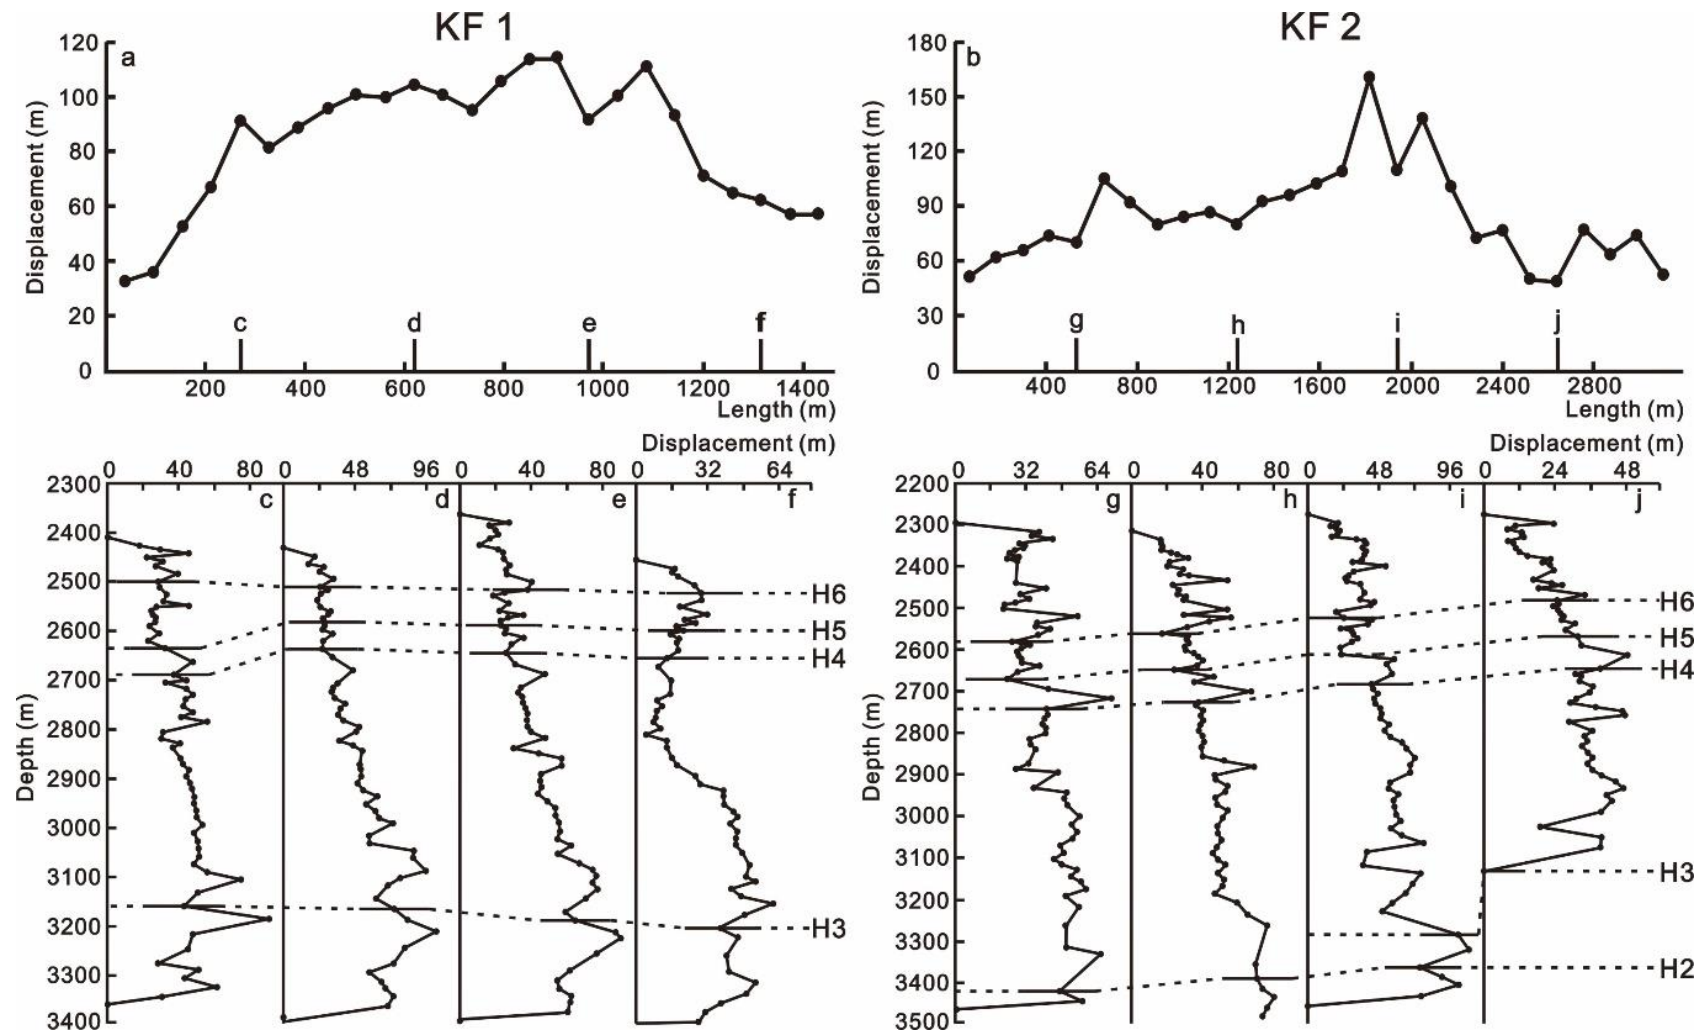 KF 1
KF 2
a
120
100
80
60
40
20
0
Displacement (m)
c
d
e
f
200
400
600
800
1000
1200
1400
Length (m)
b
180
150
120
90
60
30
0
Displacement (m)
g
h
i
j
400
800
1200
1600
2000
2400
2800
Length (m)
Displacement (m)
0 40 80 0 48 96 0 40 80 0 32 64
c d e f
2300
2400
2500
2600
2700
2800
2900
3000
3100
3200
3300
3400
Depth (m)
H6
H5
H4
H3
Displacement (m)
0 32 64 0 40 80 0 48 96 0 24 48
g h i j
2200
2300
2400
2500
2600
2700
2800
2900
3000
3100
3200
3300
3400
3500
Depth (m)
H6
H5
H4
H3
H2